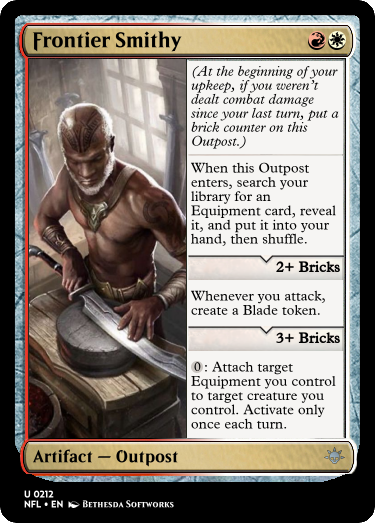 Frontier Smithy
(At the beginning of your
upkeep, if you weren't
dealt combat damage
since your last turn, put a
brick counter on this
Outpost.)
When this Outpost
enters, search your
library for an
Equipment card, reveal
it, and put it into your
hand, then shuffle.
2+ Bricks
Whenever you attack,
create a Blade token.
3+ Bricks
0: Attach target
Equipment you control
to target creature you
control. Activate only
once each turn.
Artifact — Outpost
U 0212
NFL • EN Bethesda Softworks